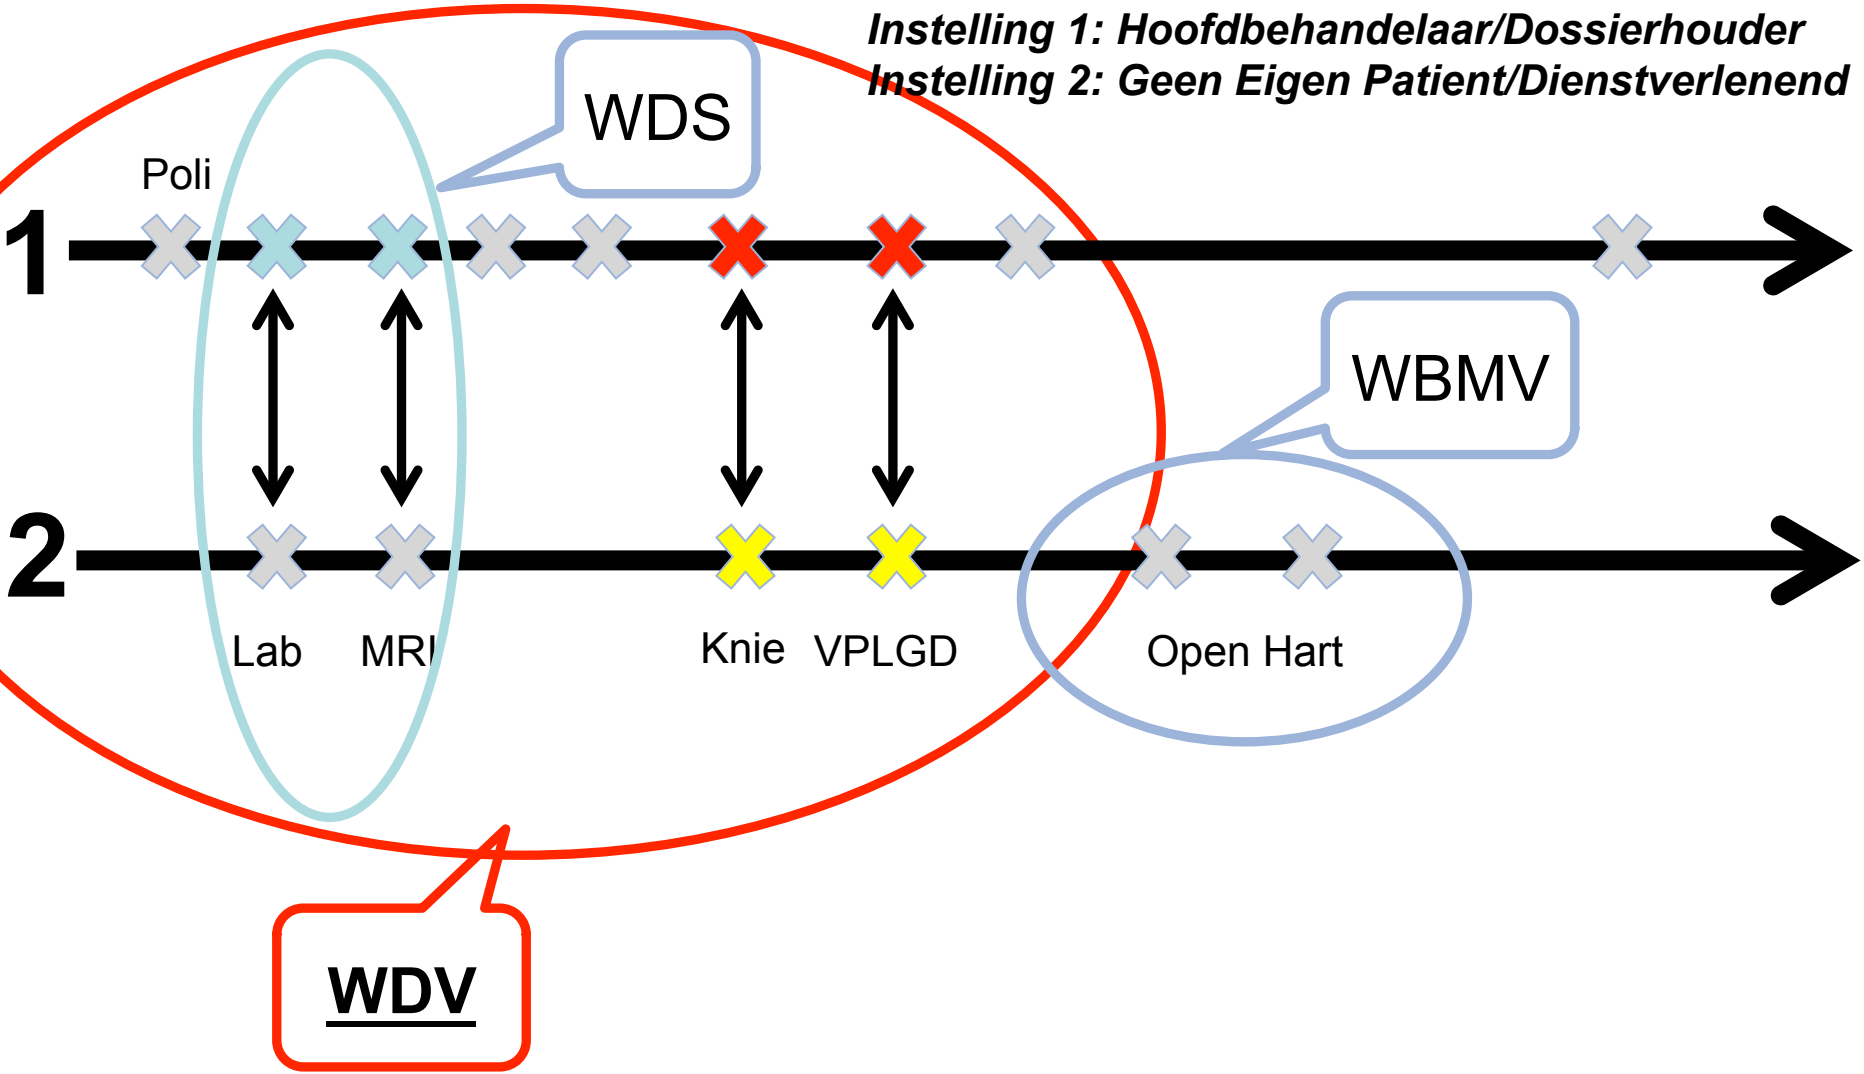 Instelling 1: Hoofdbehandelaar/Dossierhouder
Instelling 2: Geen Eigen Patient/Dienstverlenend
WDS
Poli
1
WBMV
2
Lab MRI Knie VPLGD Open Hart
WDV